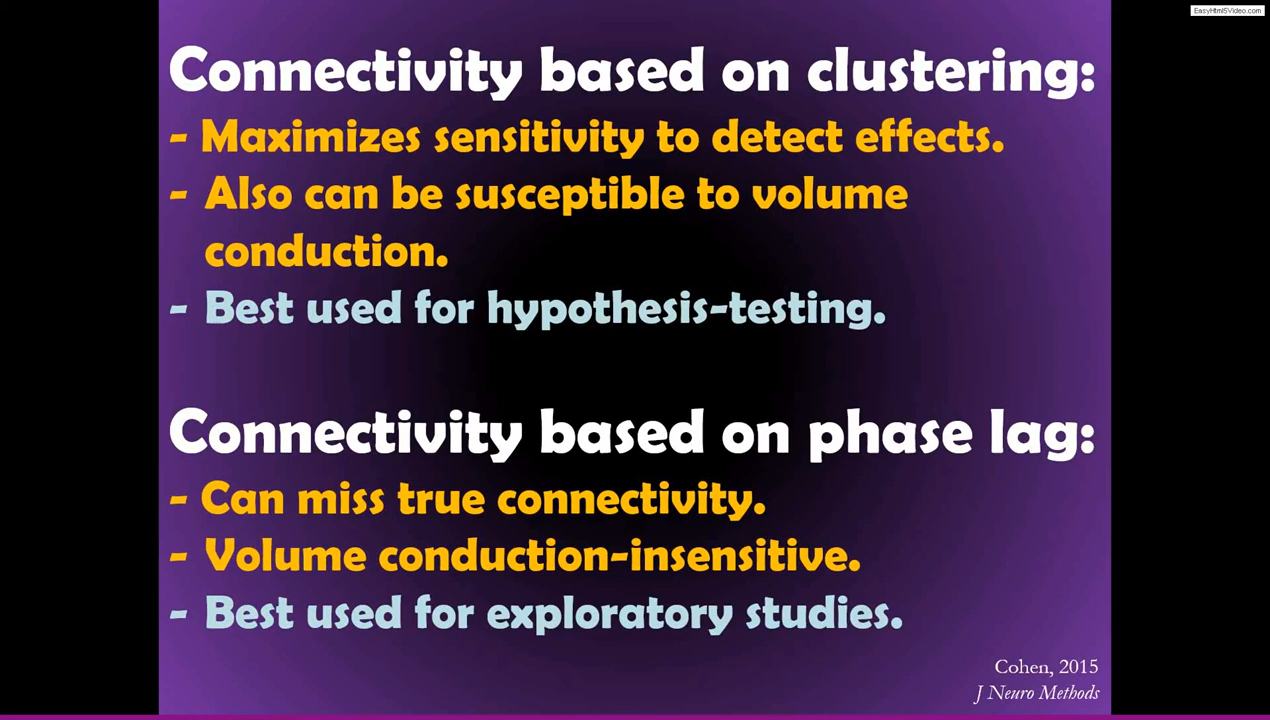 EasyHtml5Video.com
Connectivity based on clustering:
- Maximizes sensitivity to detect effects.
- Also can be susceptible to volume
conduction.
- Best used for hypothesis-testing.
Connectivity based on phase lag:
- Can miss true connectivity.
- Volume conduction-insensitive.
- Best used for exploratory studies.
Cohen, 2015
J Neuro Methods